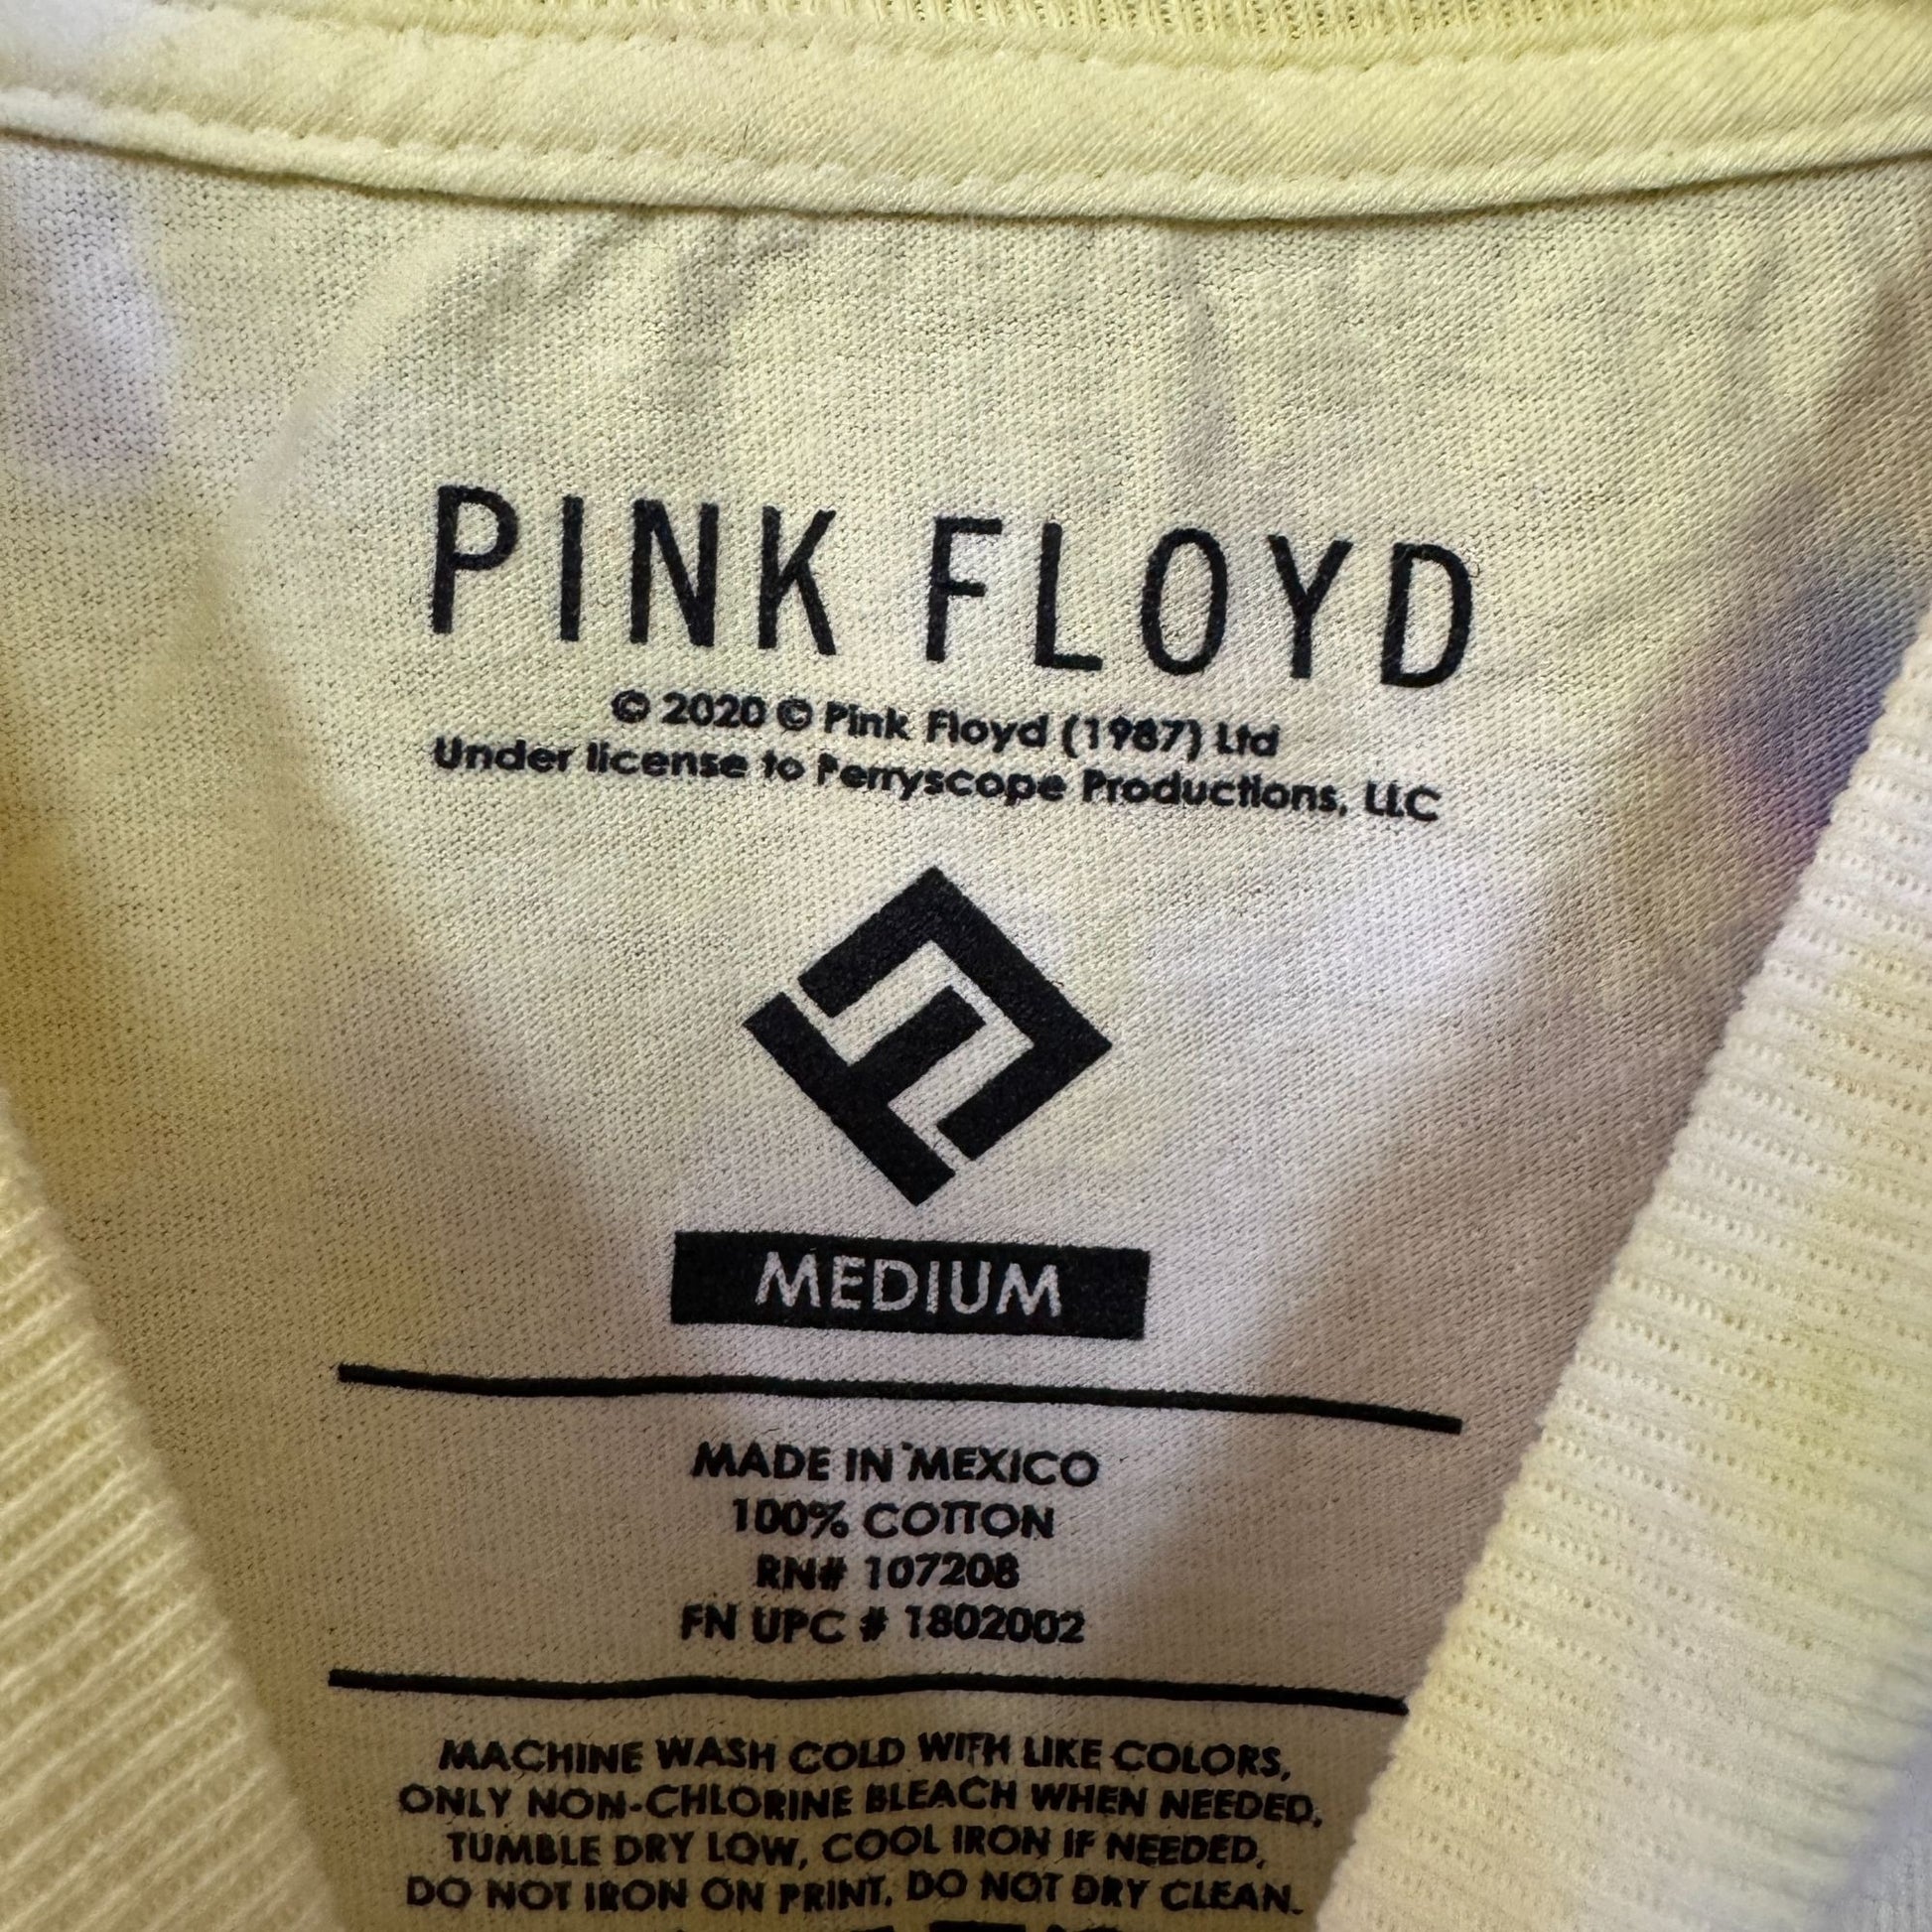 PINK FLOYD
© 2020 © Pink Floyd (1987) Ltd
Under license to Perryscope Productions, LLC
MEDIUM
MADE IN MEXICO
100% COTTON
RN# 107208
FN UPC # 1802002
MACHINE WASH COLD WITH LIKE COLORS,
ONLY NON-CHLORINE BLEACH WHEN NEEDED,
TUMBLE DRY LOW, COOL IRON IF NEEDED,
DO NOT IRON ON PRINT. DO NOT DRY CLEAN.